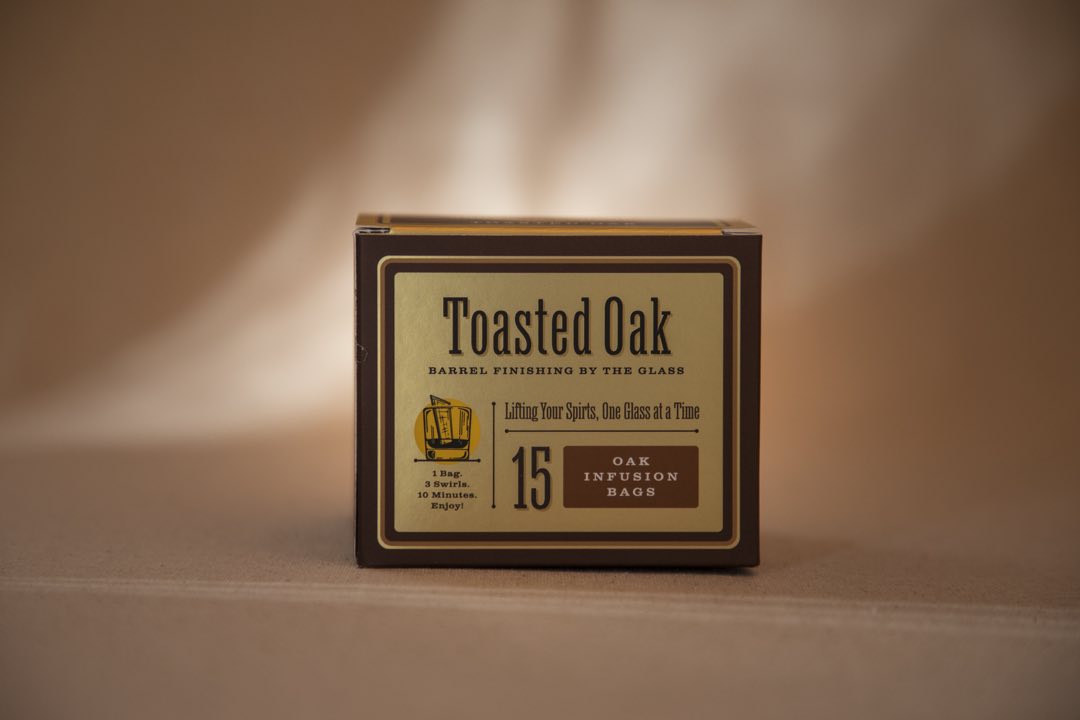 Toasted Oak
BARREL FINISHING BY THE GLASS
Lifting Your Spirts, One Glass at a Time
1 Bag.
3 Swirls.
10 Minutes.
Enjoy!
15
OAK
INFUSION
BAGS